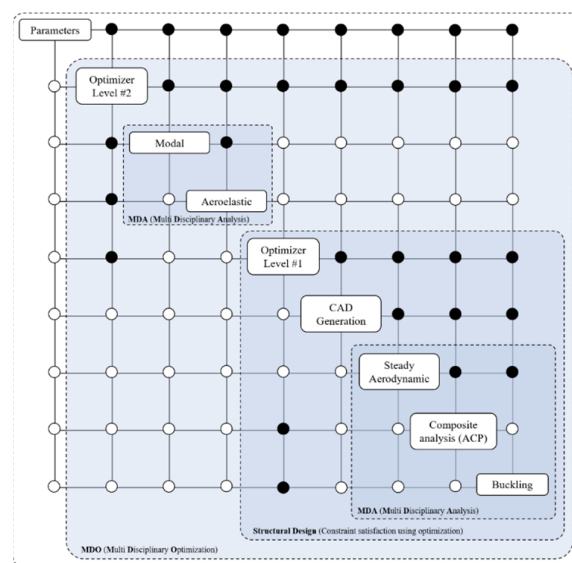 Parameters
Optimizer
Level #2
Modal
Aeroelastic
MDA (Multi Disciplinary Analysis)
Optimizer
Level #1
CAD
Generation
Steady
Aerodynamic
Composite
analysis (ACP)
Buckling
MDA (Multi Disciplinary Analysis)
Structural Design (Constraint satisfaction using optimization)
MDO (Multi Disciplinary Optimization)